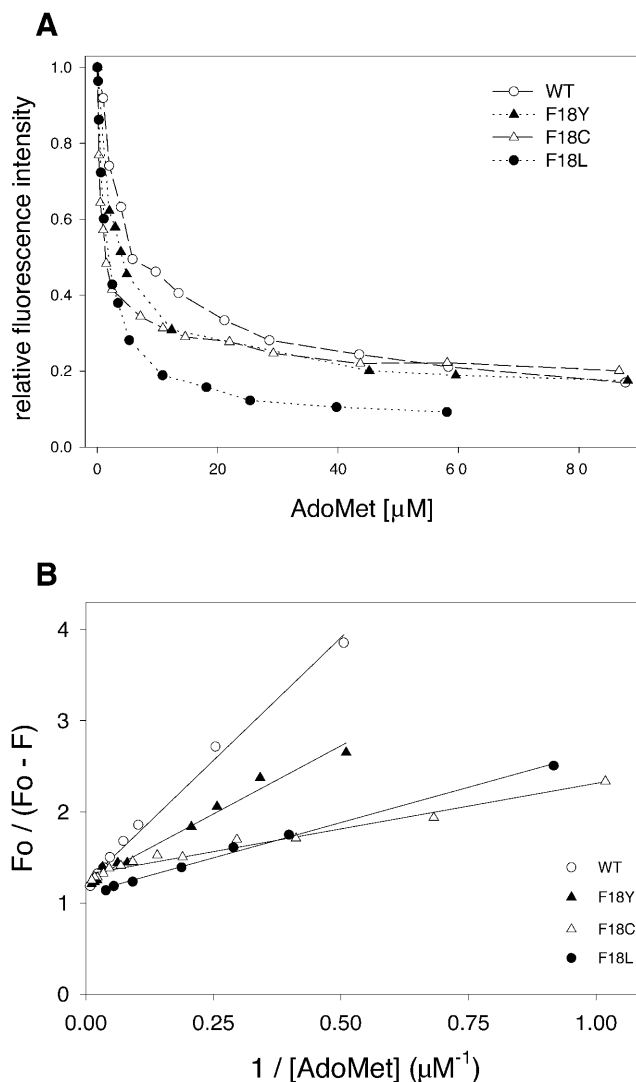 A
relative fluorescence intensity
1.0
0.8
0.6
0.4
0.2
0.0
WT
F18Y
F18C
F18L
0
20
40
60
80
AdoMet [µM]
B
Fo / (Fo - F)
4
3
2
1
0
WT
F18Y
F18C
F18L
0.00
0.25
0.50
0.75
1.00
1 / [AdoMet] (µM⁻¹)